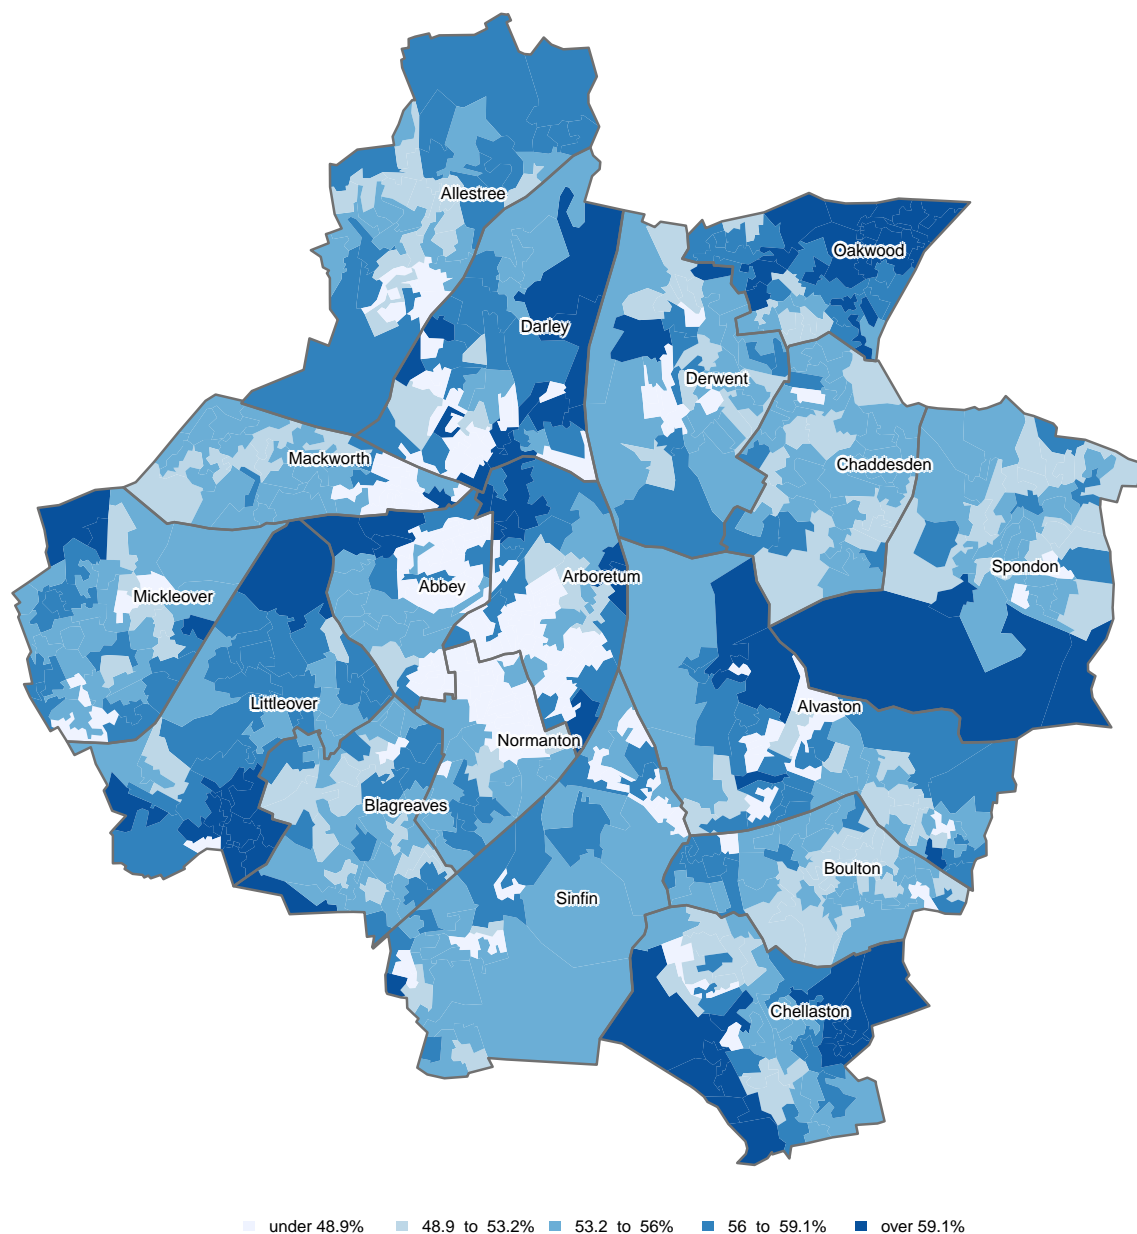 Allestree
Oakwood
Darley
Derwent
Mackworth
Chaddesden
Spondon
Arboretum
Abbey
Mickleover
Littleover
Alvaston
Normanton
Blagreaves
Boulton
Sinfin
Chellaston
under 48.9% 48.9 to 53.2% 53.2 to 56% 56 to 59.1% over 59.1%